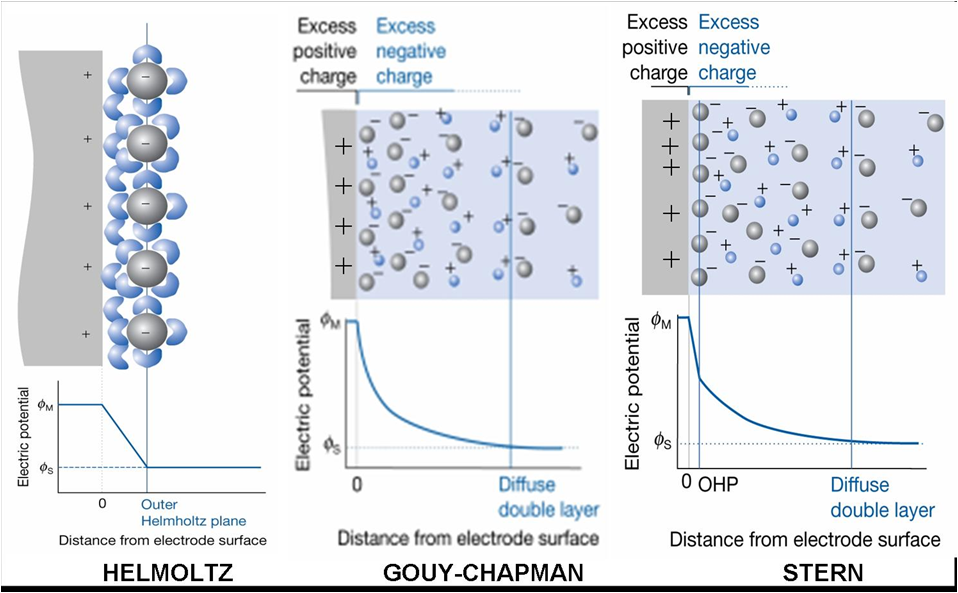 Excess Excess
positive negative
charge charge
Excess Excess
positive negative
charge charge
+
+
+
+
+
−
−
−
−
−
Electric potential
ϕM
ϕS
0
Outer
Helmholtz plane
Distance from electrode surface
HELMOLTZ
+
+
+
+
Electric potential
ϕM
ϕS
0
Diffuse
double layer
Distance from electrode surface
GOUY-CHAPMAN
+
+
+
+
+
Electric potential
ϕM
ϕS
0 OHP
Diffuse
double layer
Distance from electrode surface
STERN